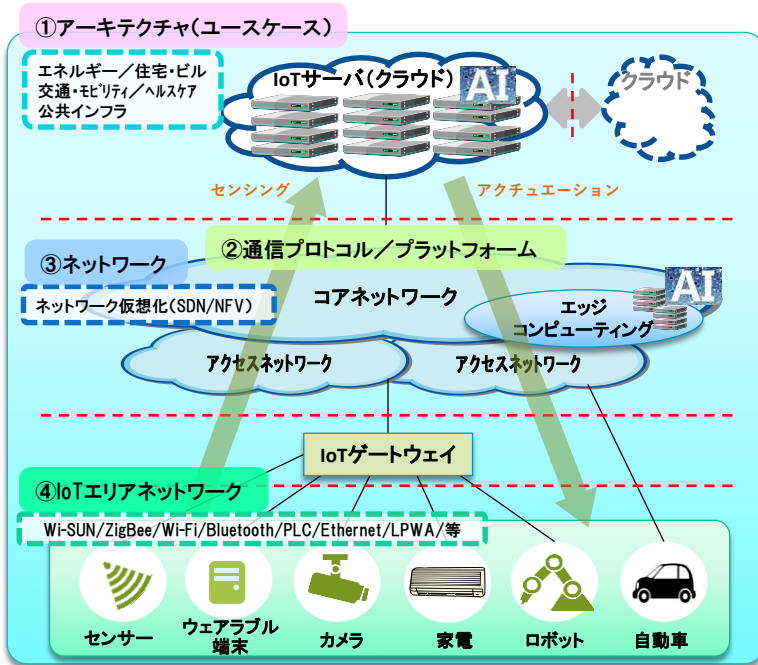 ①アーキテクチャ(ユースケース)
エネルギー/住宅・ビル
交通・モビリティ/ヘルスケア
公共インフラ
IoTサーバ(クラウド)
AI
クラウド
センシング
アクチュエーション
②通信プロトコル/プラットフォーム
③ネットワーク
ネットワーク仮想化(SDN/NFV)
コアネットワーク
AI
エッジ
コンピューティング
アクセスネットワーク
アクセスネットワーク
IoTゲートウェイ
④IoTエリアネットワーク
Wi-SUN/ZigBee/Wi-Fi/Bluetooth/PLC/Ethernet/LPWA/等
センサー
ウェアラブル
端末
カメラ
家電
ロボット
自動車